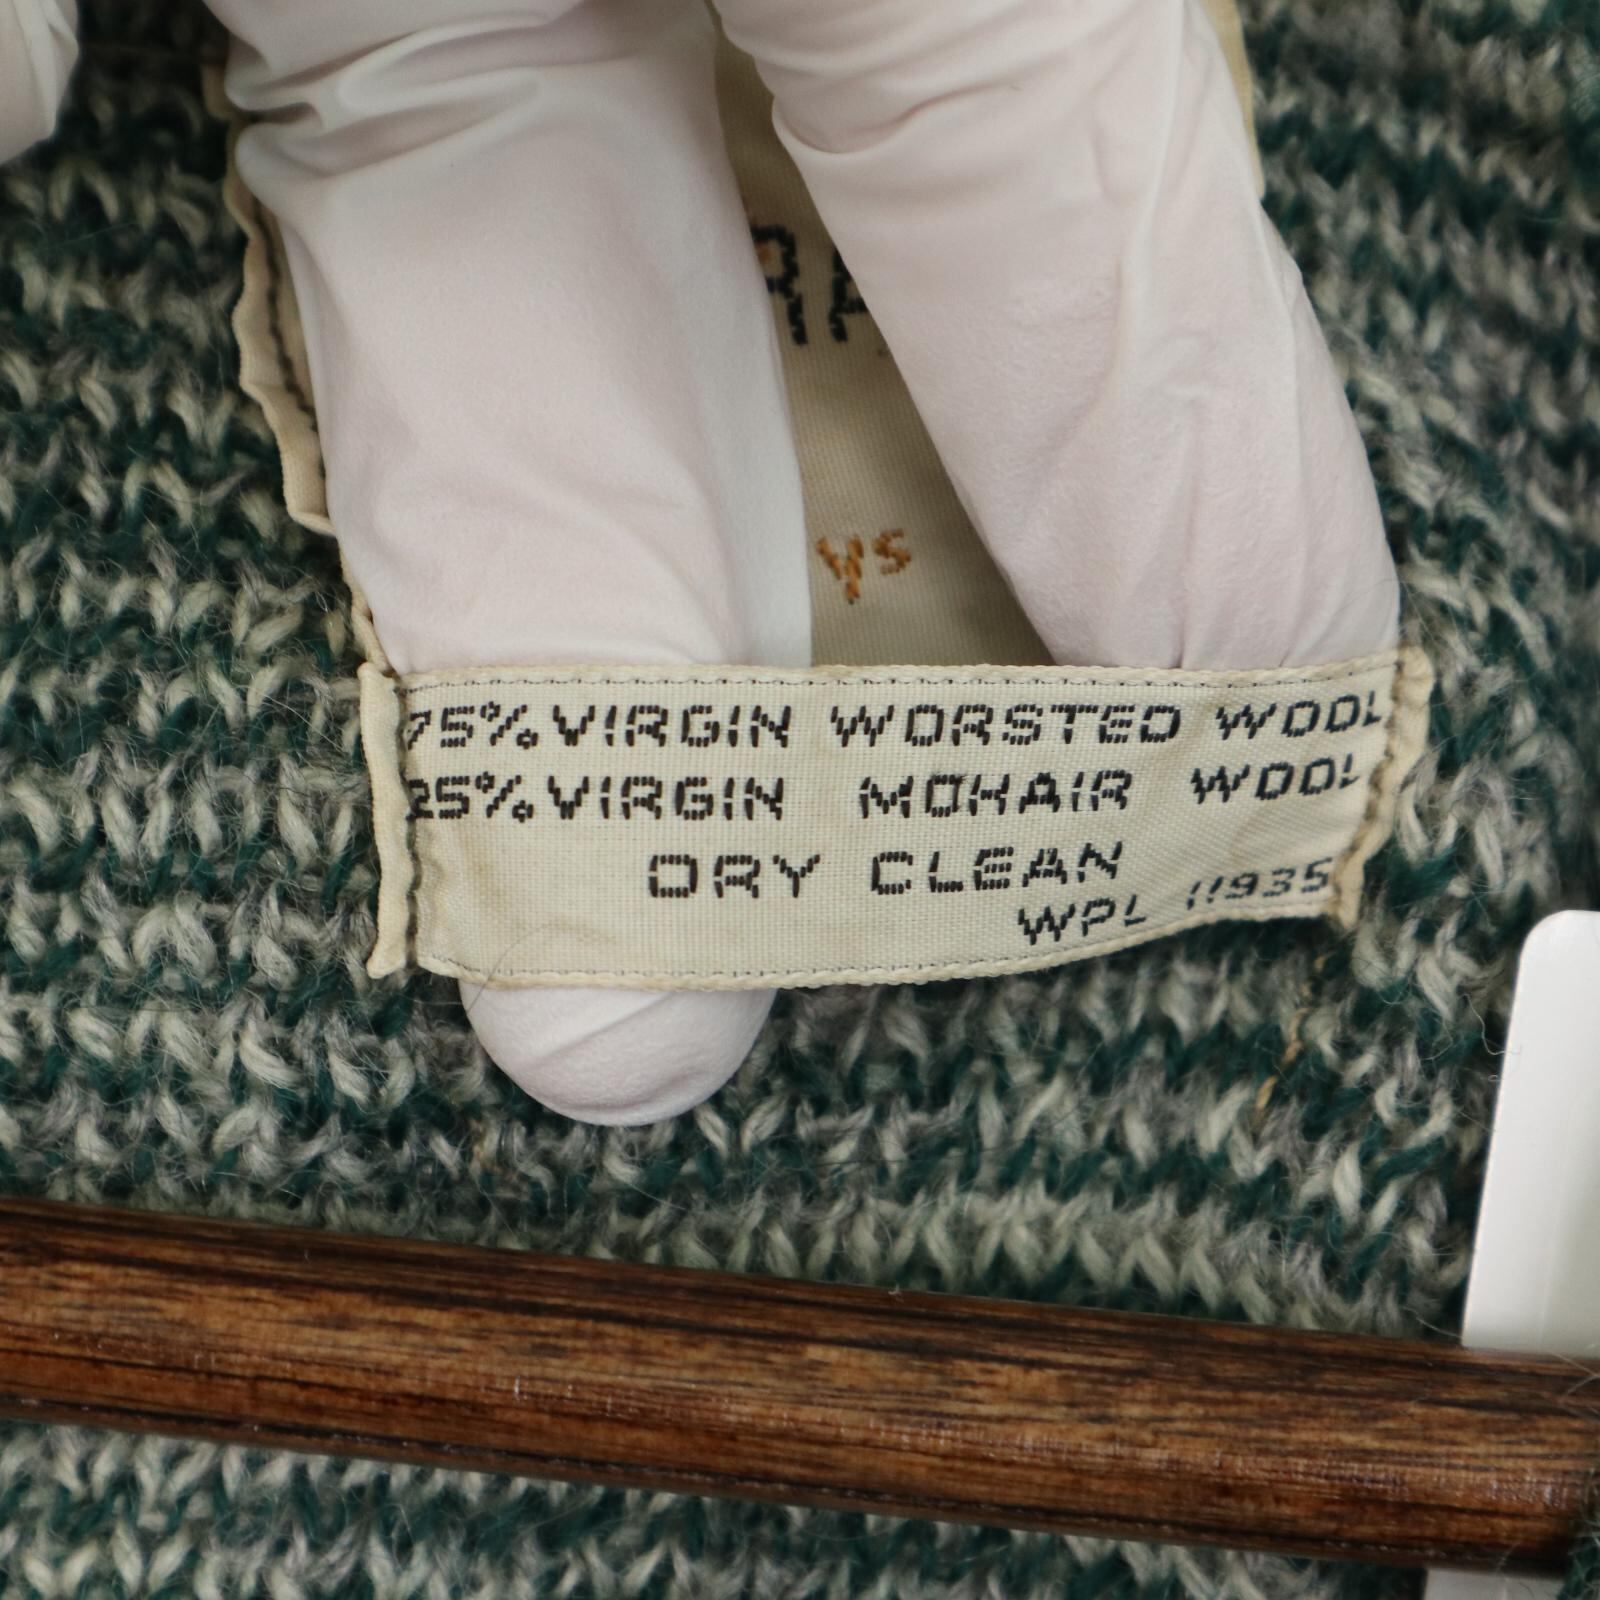 75% VIRGIN WORSTED WOOL
25% VIRGIN MOHAIR WOOL
DRY CLEAN
WPL 11935